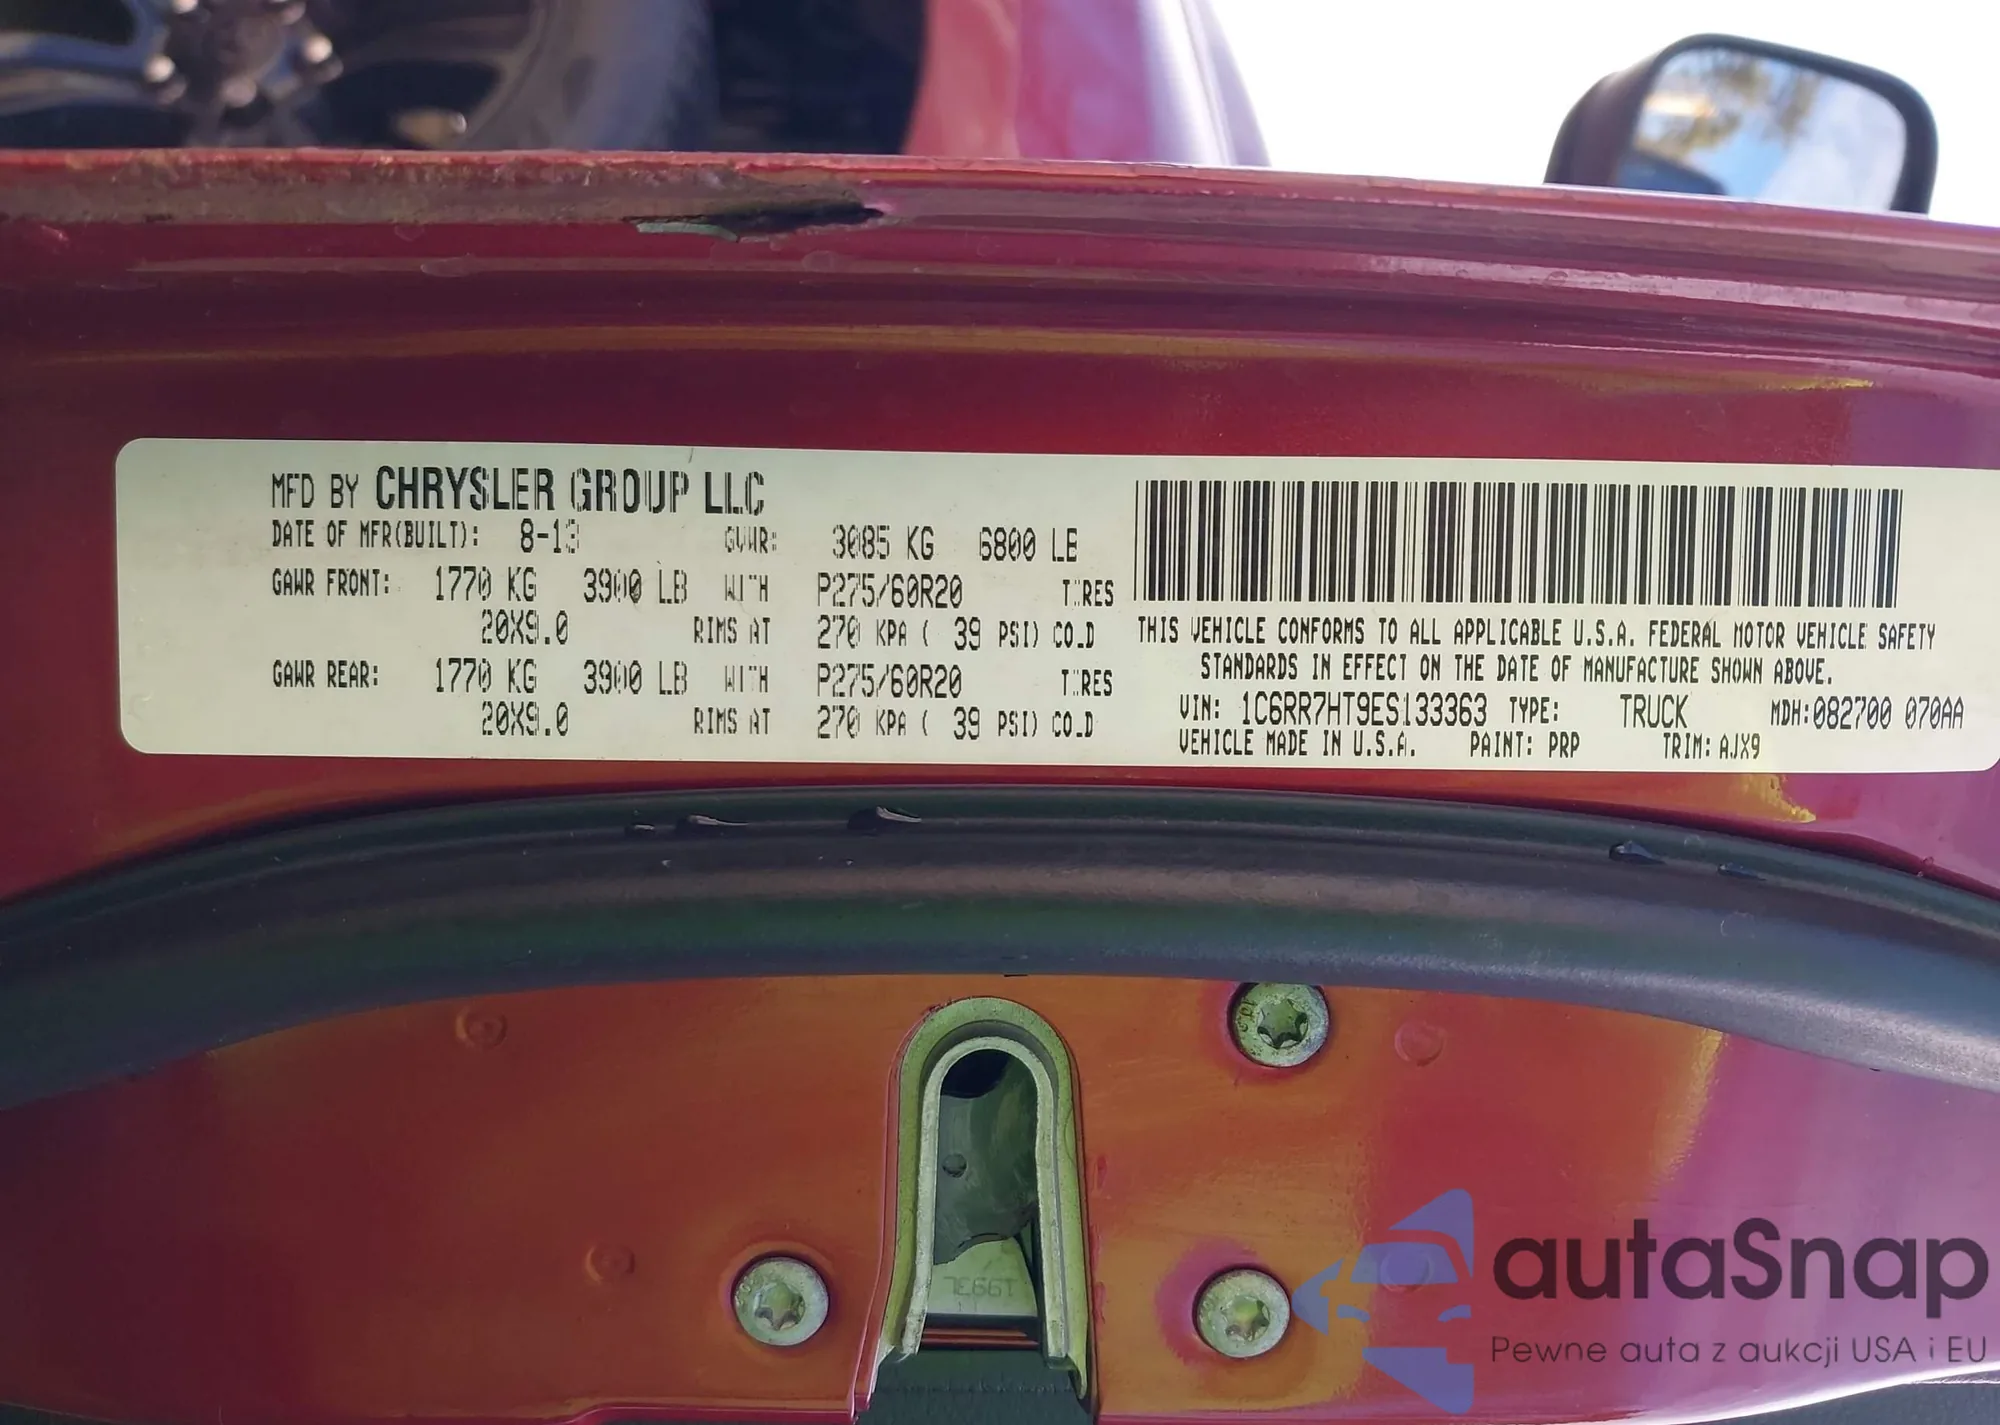 MFD BY CHRYSLER GROUP LLC
DATE OF MFR(BUILT): 8-13 GVWR: 3085 KG 6800 LB
GAWR FRONT: 1770 KG 3900 LB WITH P275/60R20 TIRES
20X9.0 RIMS AT 270 KPA ( 39 PSI) COLD
GAWR REAR: 1770 KG 3900 LB WITH P275/60R20 TIRES
20X9.0 RIMS AT 270 KPA ( 39 PSI) COLD
THIS VEHICLE CONFORMS TO ALL APPLICABLE U.S.A. FEDERAL MOTOR VEHICLE SAFETY
STANDARDS IN EFFECT ON THE DATE OF MANUFACTURE SHOWN ABOVE.
VIN: 1C6RR7HT9ES133363 TYPE: TRUCK MDH:082700 070AA
VEHICLE MADE IN U.S.A. PAINT: PRP TRIM: AJX9
autaSnap
Pewne auta z aukcji USA i EU